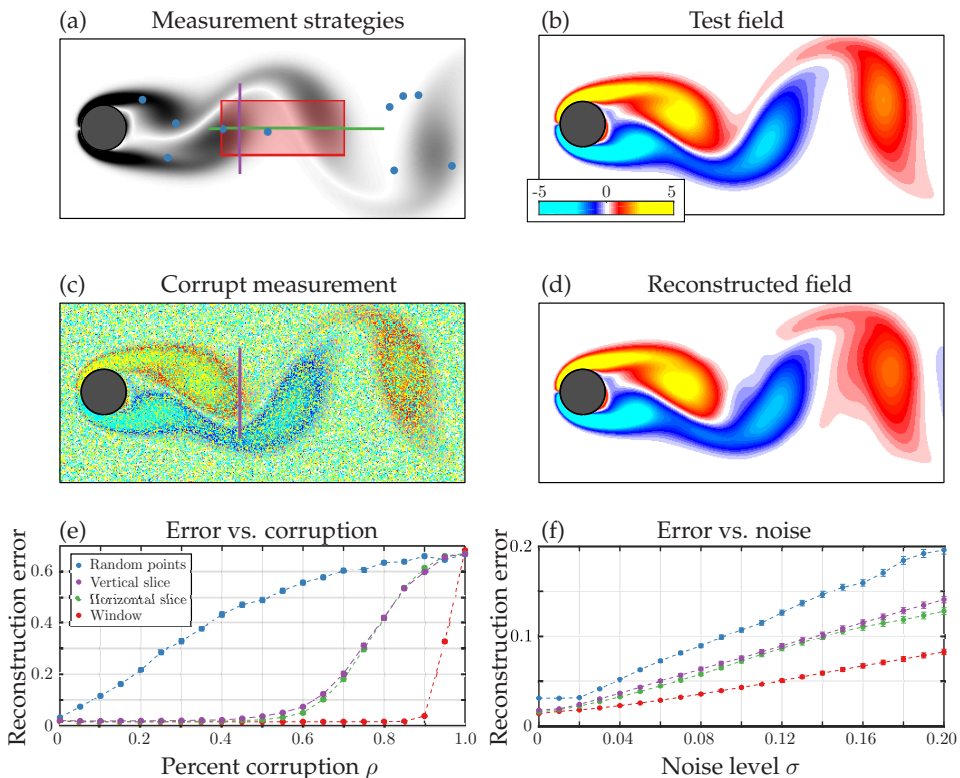 (a) Measurement strategies
(b) Test field
-5 0 5
(c) Corrupt measurement
(d) Reconstructed field
(e) Error vs. corruption
Reconstruction error
0.6
0.4
0.2
0
Random points
Vertical slice
Horizontal slice
Window
0 0.2 0.4 0.6 0.8 1.0
Percent corruption ρ
(f) Error vs. noise
Reconstruction error
0.2
0.1
0
0 0.04 0.08 0.12 0.16 0.20
Noise level σ